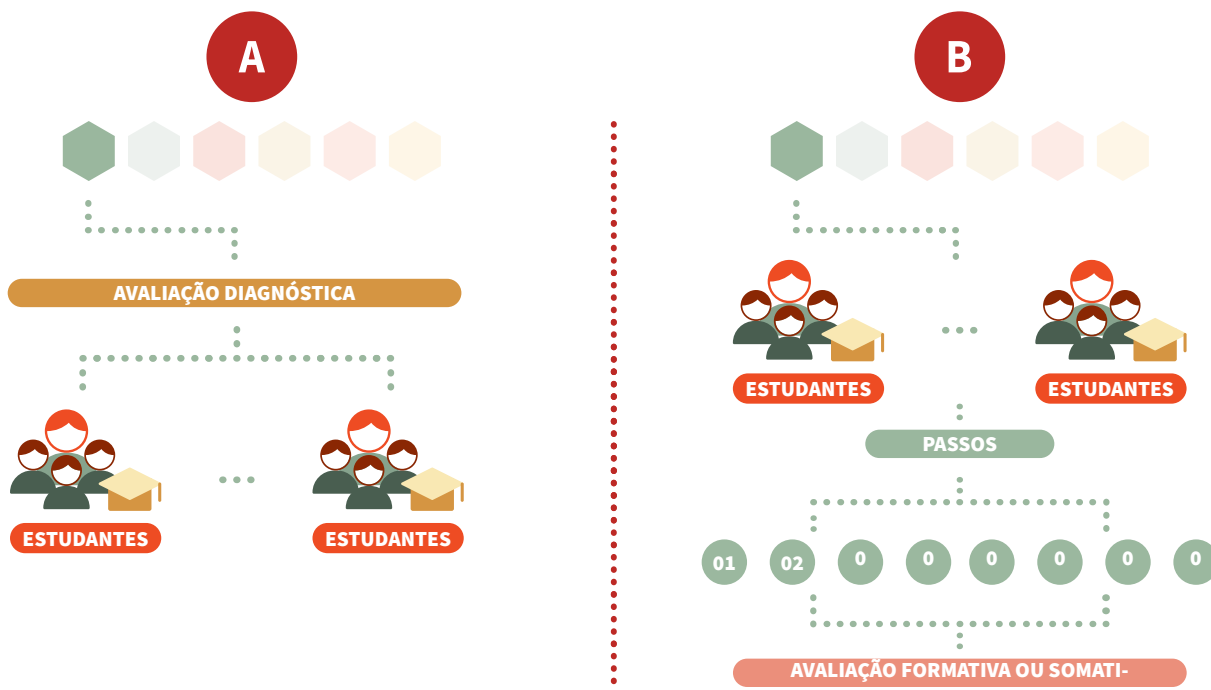 A
AVALIAÇÃO DIAGNÓSTICA
ESTUDANTES
ESTUDANTES
B
ESTUDANTES
ESTUDANTES
PASSOS
01
02
0
0
0
0
0
0
AVALIAÇÃO FORMATIVA OU SOMATI-